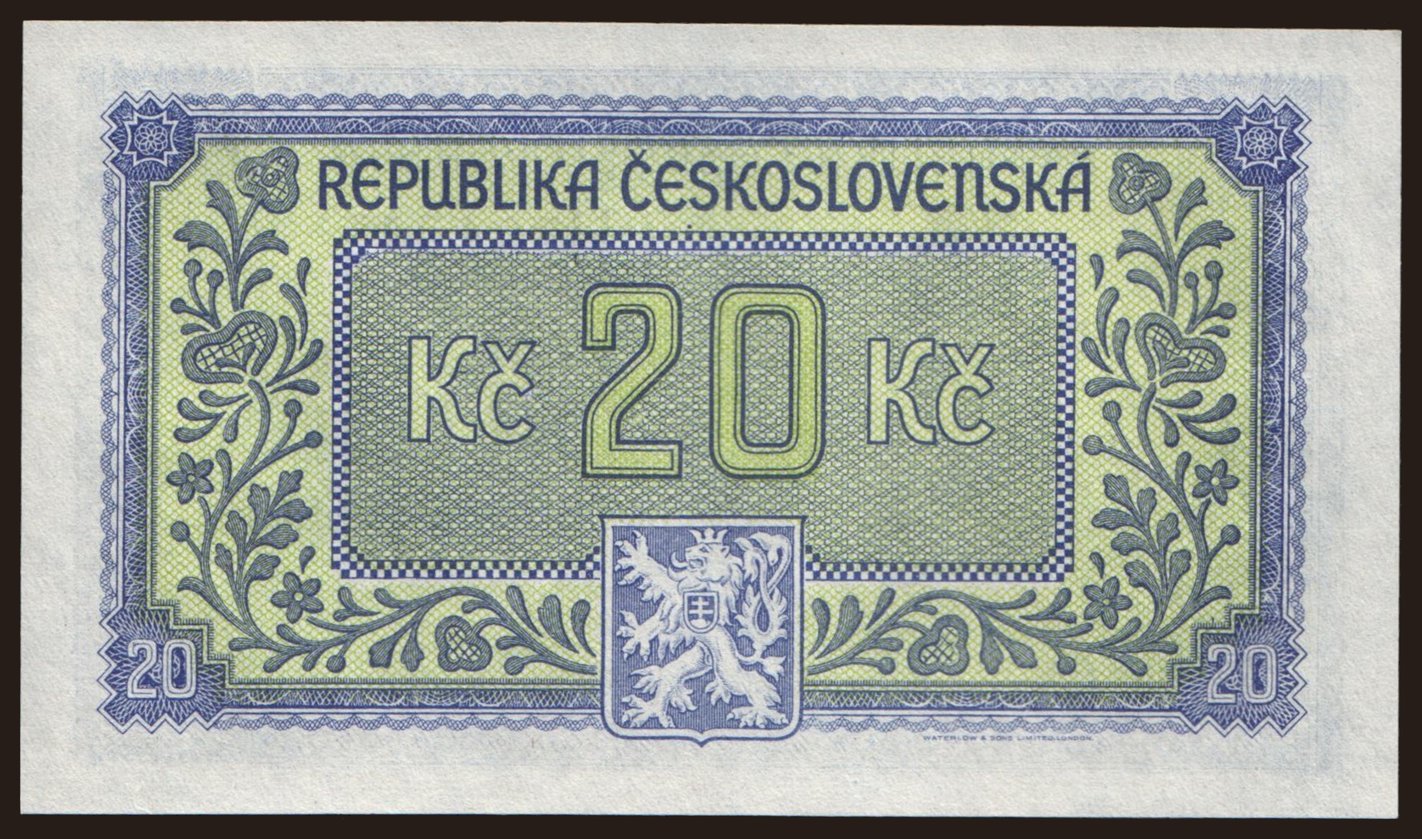 REPUBLIKA ČESKOSLOVENSKÁ
Kč 20 Kč
20 20
WATERLOW & SONS LIMITED, LONDON.